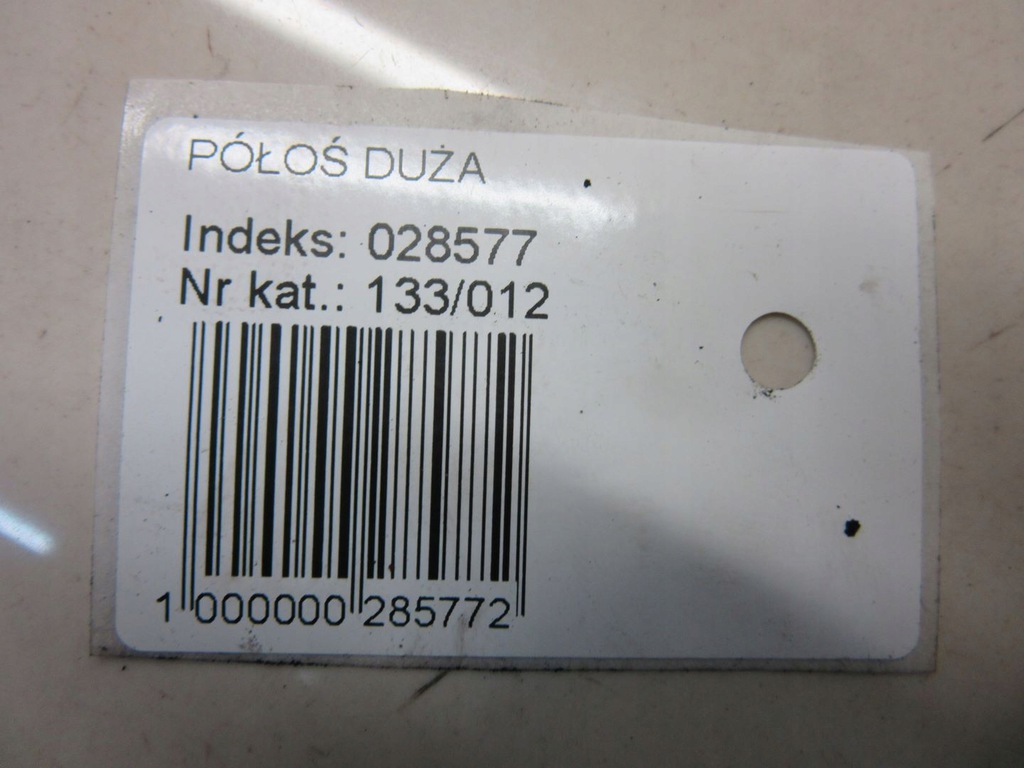 PÓŁOŚ DUŻA
Indeks: 028577
Nr kat.: 133/012
1 000000 285772